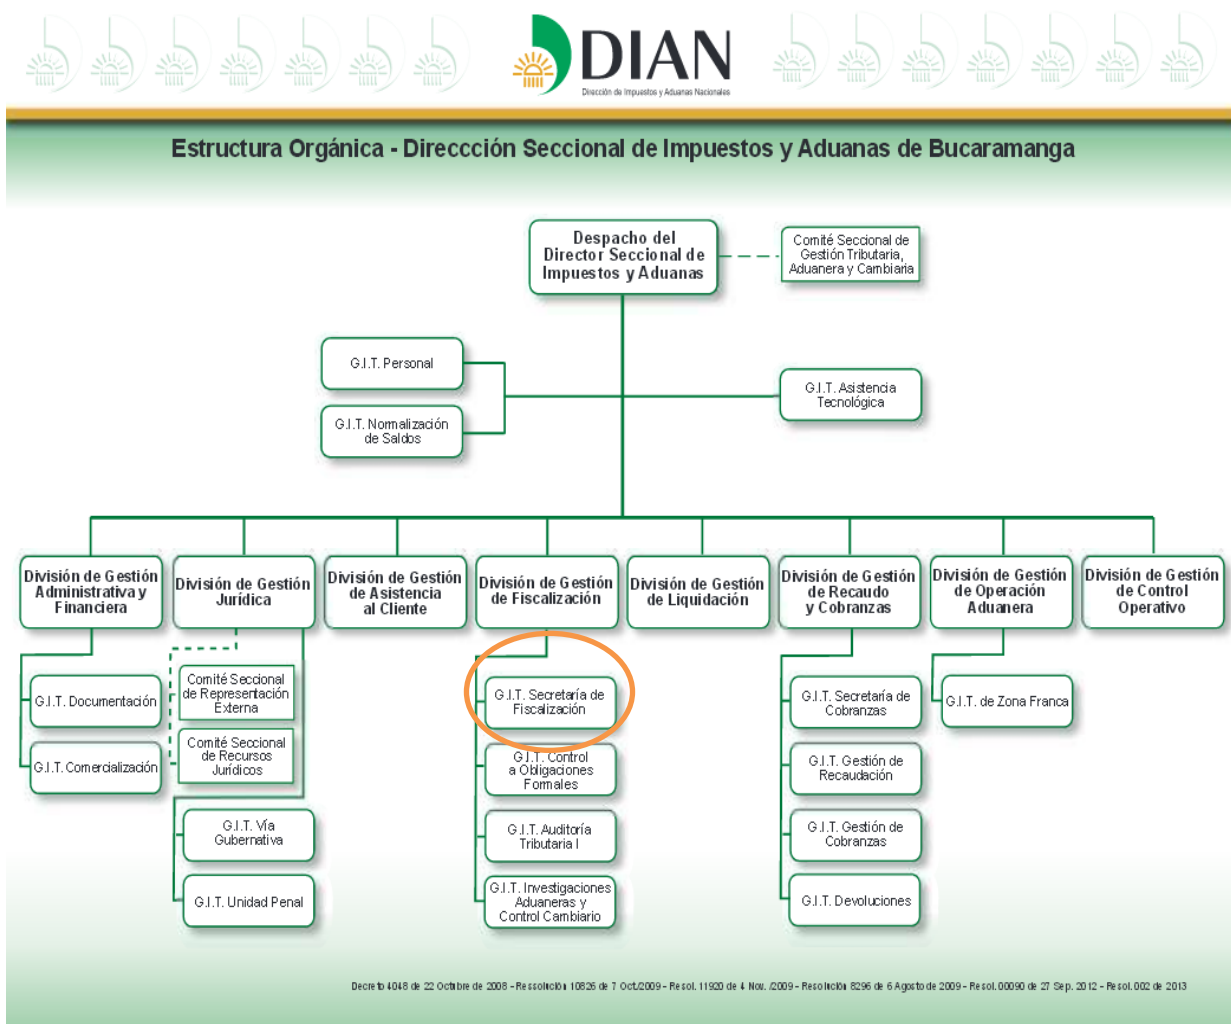 DIAN
Dirección de Impuestos y Aduanas Nacionales
Estructura Orgánica - Direccción Seccional de Impuestos y Aduanas de Bucaramanga
Despacho del
Director Seccional de
Impuestos y Aduanas
Comité Seccional de
Gestión Tributaria,
Aduanera y Cambiaria
G.I.T. Personal
G.I.T. Asistencia
Tecnológica
G.I.T. Normalización
de Saldos
División de Gestión
Administrativa y
Financiera
División de Gestión
Jurídica
División de Gestión
de Asistencia
al Cliente
División de Gestión
de Fiscalización
División de Gestión
de Liquidación
División de Gestión
de Recaudo
y Cobranzas
División de Gestión
de Operación
Aduanera
División de Gestión
de Control
Operativo
G.I.T. Documentación
G.I.T. Comercialización
Comité Seccional
de Representación
Externa
Comité Seccional
de Recursos
Jurídicos
G.I.T. Vía
Gubernativa
G.I.T. Unidad Penal
G.I.T. Secretaría de
Fiscalización
G.I.T. Control
a Obligaciones
Formales
G.I.T. Auditoría
Tributaria I
G.I.T. Investigaciones
Aduaneras y
Control Cambiario
G.I.T. Secretaría de
Cobranzas
G.I.T. Gestión de
Recaudación
G.I.T. Gestión de
Cobranzas
G.I.T. Devoluciones
G.I.T. de Zona Franca
Decreto 4048 de 22 Octubre de 2008 - Ressolución 10826 de 7 Oct./2009 - Resol. 11920 de 4 Nov. /2009 - Resolución 8296 de 6 Agosto de 2009 - Resol. 00090 de 27 Sep. 2012 - Resol. 002 de 2013